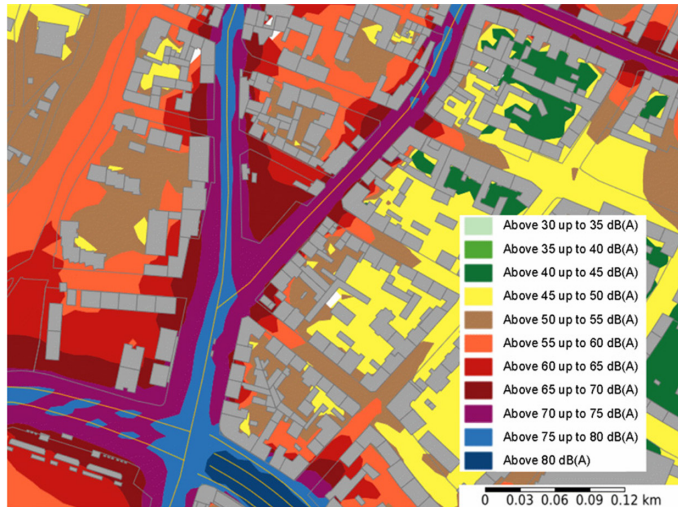 Above 30 up to 35 dB(A)
Above 35 up to 40 dB(A)
Above 40 up to 45 dB(A)
Above 45 up to 50 dB(A)
Above 50 up to 55 dB(A)
Above 55 up to 60 dB(A)
Above 60 up to 65 dB(A)
Above 65 up to 70 dB(A)
Above 70 up to 75 dB(A)
Above 75 up to 80 dB(A)
Above 80 dB(A)
0 0.03 0.06 0.09 0.12 km